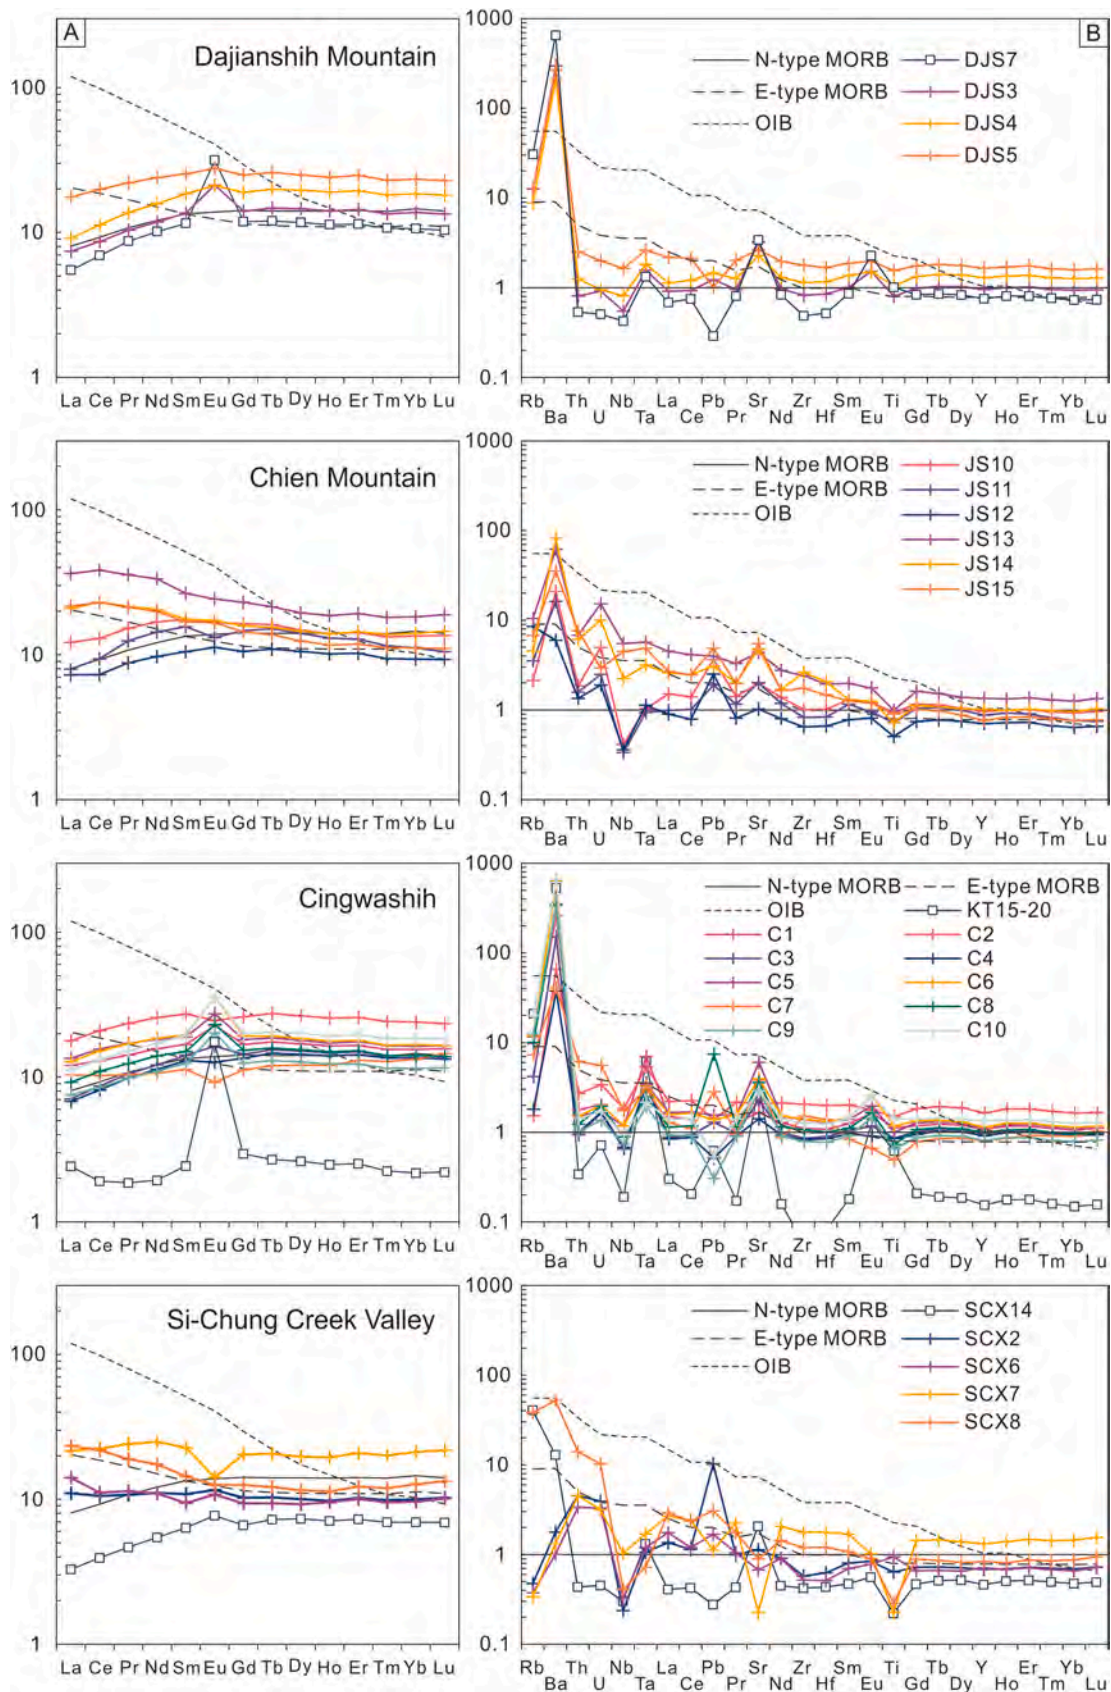 A
Dajianshih Mountain
100
10
1
La Ce Pr Nd Sm Eu Gd Tb Dy Ho Er Tm Yb Lu
B
1000
100
10
1
0.1
N-type MORB
E-type MORB
OIB
DJS7
DJS3
DJS4
DJS5
Rb Th Nb La Pb Sr Zr Sm Ti Tb Y Er Yb
Ba U Ta Ce Pr Nd Hf Eu Gd Dy Ho Tm Lu
Chien Mountain
100
10
1
La Ce Pr Nd Sm Eu Gd Tb Dy Ho Er Tm Yb Lu
1000
100
10
1
0.1
N-type MORB
E-type MORB
OIB
JS10
JS11
JS12
JS13
JS14
JS15
Rb Th Nb La Pb Sr Zr Sm Ti Tb Y Er Yb
Ba U Ta Ce Pr Nd Hf Eu Gd Dy Ho Tm Lu
Cingwashih
100
10
1
La Ce Pr Nd Sm Eu Gd Tb Dy Ho Er Tm Yb Lu
1000
100
10
1
0.1
N-type MORB
E-type MORB
OIB
KT15-20
C1
C2
C3
C4
C5
C6
C7
C8
C9
C10
Rb Th Nb La Pb Sr Zr Sm Ti Tb Y Er Yb
Ba U Ta Ce Pr Nd Hf Eu Gd Dy Ho Tm Lu
Si-Chung Creek Valley
100
10
1
La Ce Pr Nd Sm Eu Gd Tb Dy Ho Er Tm Yb Lu
1000
100
10
1
0.1
N-type MORB
E-type MORB
OIB
SCX14
SCX2
SCX6
SCX7
SCX8
Rb Th Nb La Pb Sr Zr Sm Ti Tb Y Er Yb
Ba U Ta Ce Pr Nd Hf Eu Gd Dy Ho Tm Lu